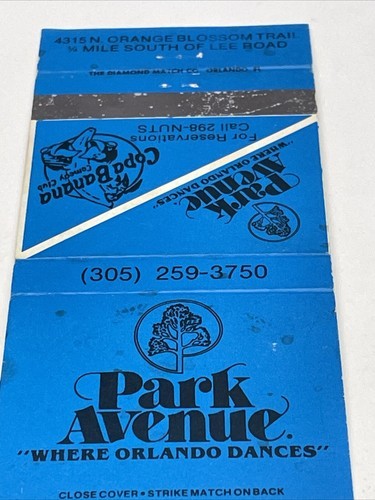 4315 N. ORANGE BLOSSOM TRAIL
¼ MILE SOUTH OF LEE ROAD
THE DIAMOND MATCH CO. ORLANDO, FL
For Reservations
Call 298-NUTS
Copa Banana
Comedy Club
Park
Avenue
"WHERE ORLANDO DANCES"
(305) 259-3750
Park
Avenue.
"WHERE ORLANDO DANCES"
CLOSE COVER • STRIKE MATCH ON BACK